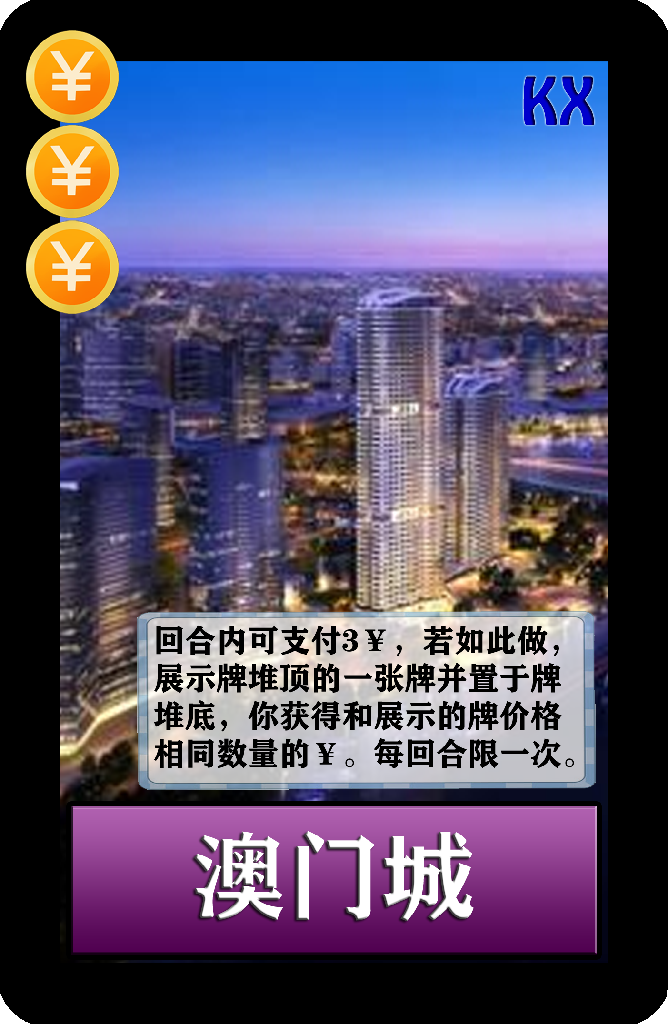 ¥
KX
¥
¥
回合内可支付3￥，若如此做，
展示牌堆顶的一张牌并置于牌
堆底，你获得和展示的牌价格
相同数量的￥。每回合限一次。
澳门城